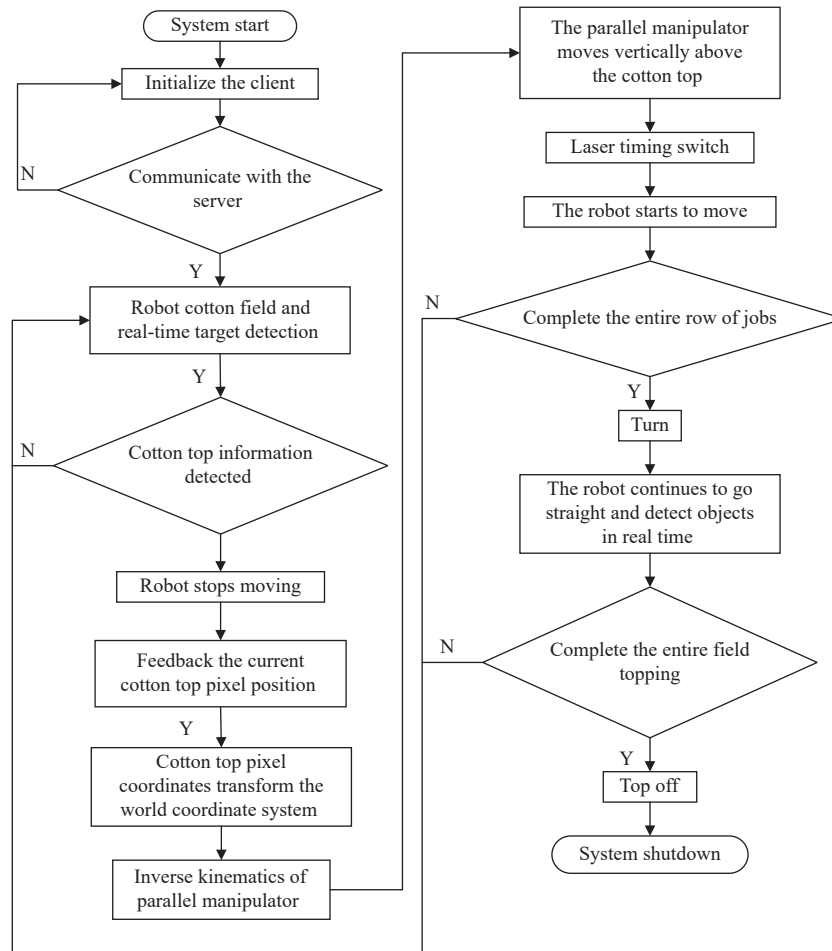 System start
Initialize the client
N
Communicate with the
server
Y
Robot cotton field and
real-time target detection
Y
N
Cotton top information
detected
Robot stops moving
Feedback the current
cotton top pixel position
Y
Cotton top pixel
coordinates transform the
world coordinate system
Inverse kinematics of
parallel manipulator
The parallel manipulator
moves vertically above
the cotton top
Laser timing switch
The robot starts to move
N
Complete the entire row of jobs
Y
Turn
The robot continues to go
straight and detect objects
in real time
N
Complete the entire field
topping
Y
Top off
System shutdown